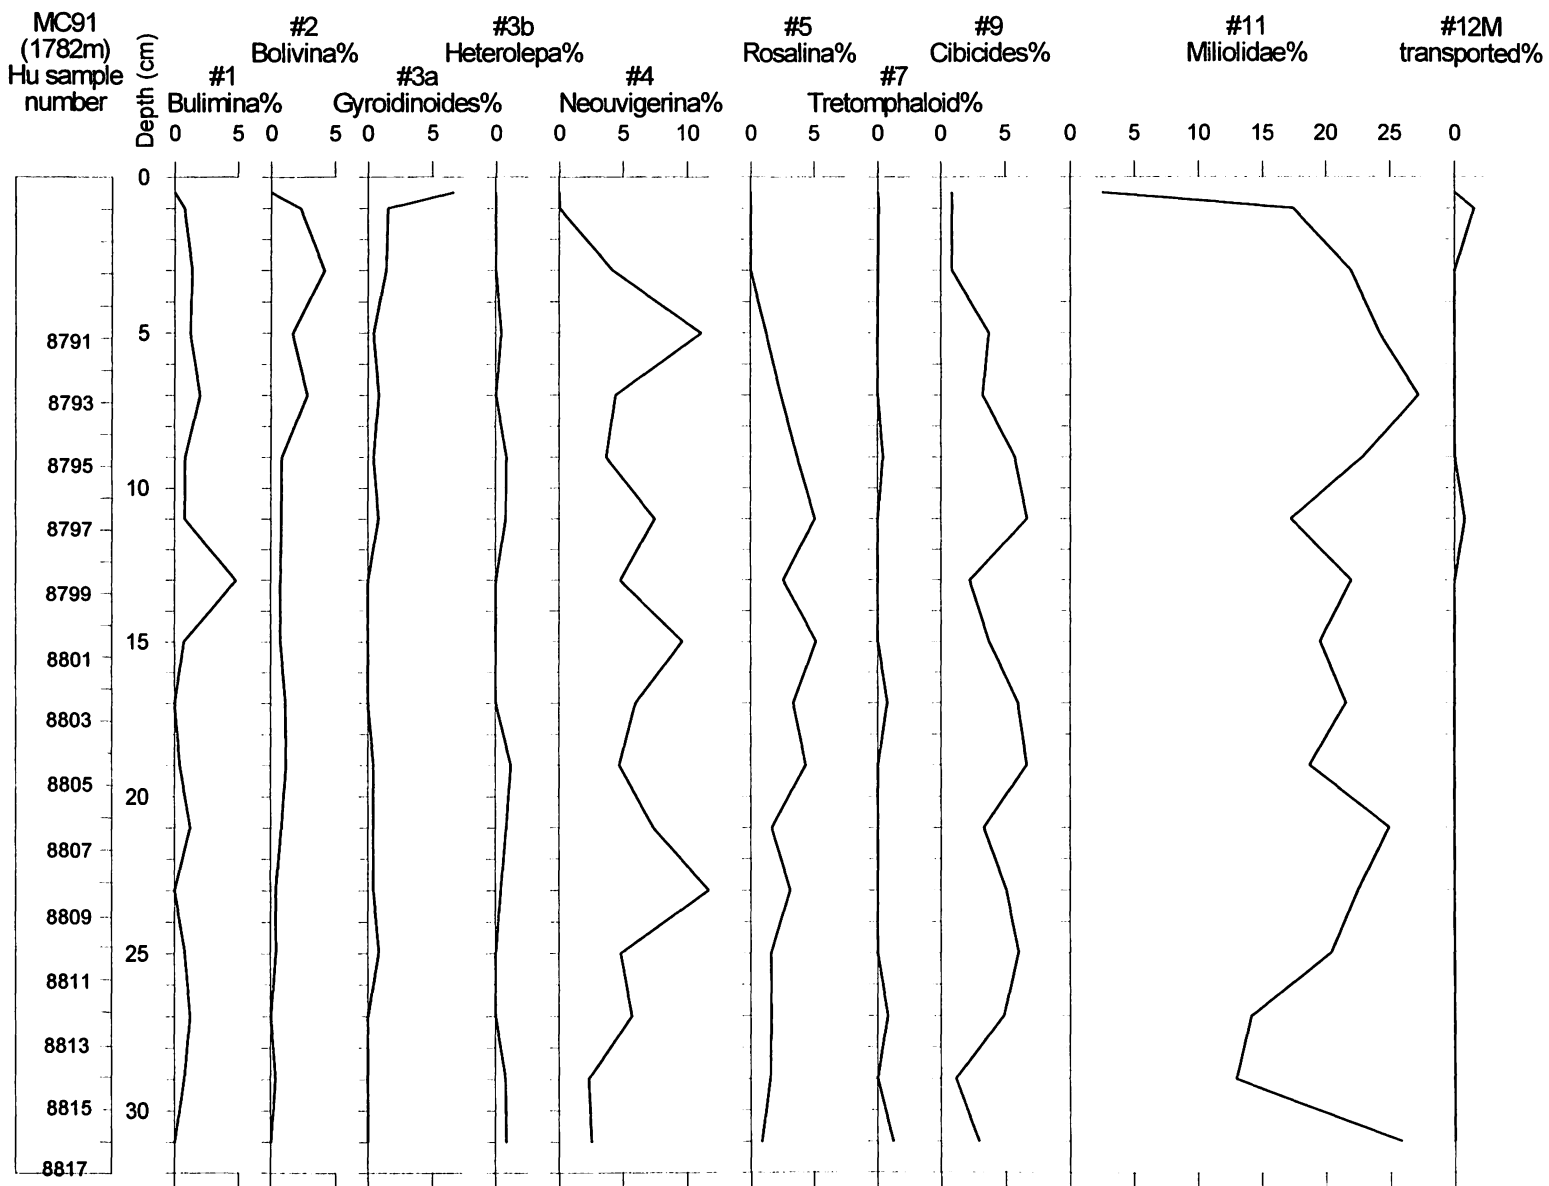 MC91
(1782m)
Hu sample
number
Depth (cm)
#1
Bulimina%
#2
Bolivina%
#3a
Gyroidinoides%
#3b
Heterolepa%
#4
Neouvigerina%
#5
Rosalina%
#7
Tretomphaloid%
#9
Cibicides%
#11
Miliolidae%
#12M
transported%
0 5 0 5 0 5 0 0 5 10 0 5 0 0 5 0 5 10 15 20 25 0
0
5
10
15
20
25
30
8791
8793
8795
8797
8799
8801
8803
8805
8807
8809
8811
8813
8815
8817